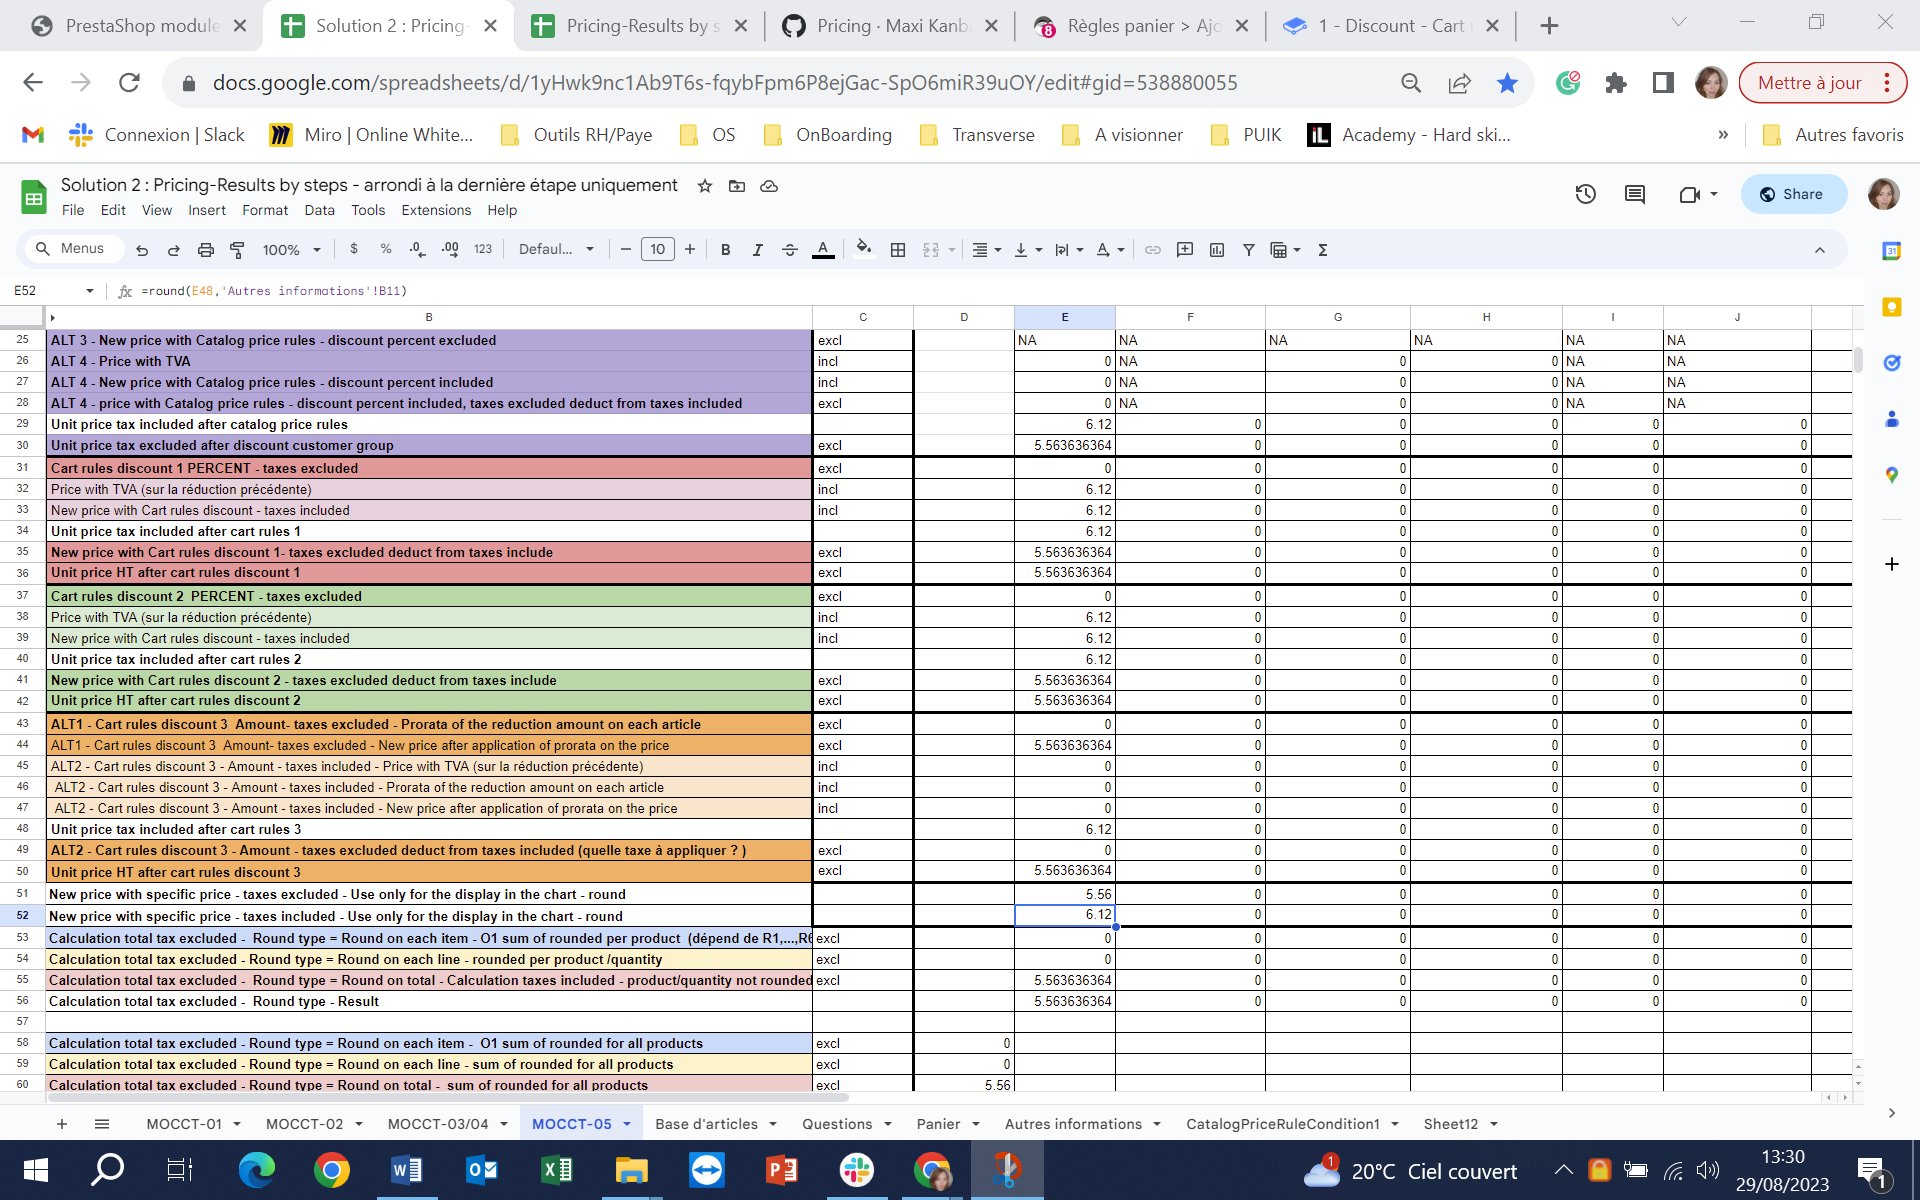 PrestaShop module
Solution 2 : Pricing-
Pricing-Results by s
Pricing · Maxi Kanb
Règles panier > Ajo
1 - Discount - Cart
docs.google.com/spreadsheets/d/1yHwk9nc1Ab9T6s-fqybFpm6P8ejGac-SpO6miR39uOY/edit#gid=538880055
Mettre à jour
Connexion | Slack
Miro | Online White...
Outils RH/Paye
OS
OnBoarding
Transverse
A visionner
PUIK
iL Academy - Hard ski...
»
Autres favoris
Solution 2 : Pricing-Results by steps - arrondi à la dernière étape uniquement
File Edit View Insert Format Data Tools Extensions Help
Share
Menus 100% $ % .0 .00 123 Defaul... − 10 + B I A Σ
31
E52 fx =round(E48,'Autres informations'!B11)
B C D E F G H I J
25 ALT 3 - New price with Catalog price rules - discount percent excluded excl NA NA NA NA NA NA
26 ALT 4 - Price with TVA incl 0 NA 0 0 NA NA
27 ALT 4 - New price with Catalog price rules - discount percent included incl 0 NA 0 0 NA NA
28 ALT 4 - price with Catalog price rules - discount percent included, taxes excluded deduct from taxes included excl 0 NA 0 0 NA NA
29 Unit price tax included after catalog price rules 6.12 0 0 0 0 0
30 Unit price tax excluded after discount customer group excl 5.563636364 0 0 0 0 0
31 Cart rules discount 1 PERCENT - taxes excluded excl 0 0 0 0 0 0
32 Price with TVA (sur la réduction précédente) incl 6.12 0 0 0 0 0
33 New price with Cart rules discount - taxes included incl 6.12 0 0 0 0 0
34 Unit price tax included after cart rules 1 6.12 0 0 0 0 0
35 New price with Cart rules discount 1- taxes excluded deduct from taxes include excl 5.563636364 0 0 0 0 0
36 Unit price HT after cart rules discount 1 excl 5.563636364 0 0 0 0 0
37 Cart rules discount 2 PERCENT - taxes excluded excl 0 0 0 0 0 0
38 Price with TVA (sur la réduction précédente) incl 6.12 0 0 0 0 0
39 New price with Cart rules discount - taxes included incl 6.12 0 0 0 0 0
40 Unit price tax included after cart rules 2 6.12 0 0 0 0 0
41 New price with Cart rules discount 2 - taxes excluded deduct from taxes include excl 5.563636364 0 0 0 0 0
42 Unit price HT after cart rules discount 2 excl 5.563636364 0 0 0 0 0
43 ALT1 - Cart rules discount 3 Amount- taxes excluded - Prorata of the reduction amount on each article excl 0 0 0 0 0 0
44 ALT1 - Cart rules discount 3 Amount- taxes excluded - New price after application of prorata on the price excl 5.563636364 0 0 0 0 0
45 ALT2 - Cart rules discount 3 - Amount - taxes included - Price with TVA (sur la réduction précédente) incl 0 0 0 0 0 0
46 ALT2 - Cart rules discount 3 - Amount - taxes included - Prorata of the reduction amount on each article incl 0 0 0 0 0 0
47 ALT2 - Cart rules discount 3 - Amount - taxes included - New price after application of prorata on the price incl 0 0 0 0 0 0
48 Unit price tax included after cart rules 3 6.12 0 0 0 0 0
49 ALT2 - Cart rules discount 3 - Amount - taxes excluded deduct from taxes included (quelle taxe à appliquer ? ) excl 0 0 0 0 0 0
50 Unit price HT after cart rules discount 3 excl 5.563636364 0 0 0 0 0
51 New price with specific price - taxes excluded - Use only for the display in the chart - round 5.56 0 0 0 0 0
52 New price with specific price - taxes included - Use only for the display in the chart - round 6.12 0 0 0 0 0
53 Calculation total tax excluded - Round type = Round on each item - O1 sum of rounded per product (dépend de R1,...,R6 excl 0 0 0 0 0 0
54 Calculation total tax excluded - Round type = Round on each line - rounded per product /quantity excl 0 0 0 0 0 0
55 Calculation total tax excluded - Round type = Round on total - Calculation taxes included - product/quantity not rounded excl 5.563636364 0 0 0 0 0
56 Calculation total tax excluded - Round type - Result 5.563636364 0 0 0 0 0
57
58 Calculation total tax excluded - Round type = Round on each item - O1 sum of rounded for all products excl 0
59 Calculation total tax excluded - Round type = Round on each line - sum of rounded for all products excl 0
60 Calculation total tax excluded - Round type = Round on total - sum of rounded for all products excl 5.56
MOCCT-01 MOCCT-02 MOCCT-03/04 MOCCT-05 Base d'articles Questions Panier Autres informations CatalogPriceRuleCondition1 Sheet12
1 20°C Ciel couvert
13:30
29/08/2023
1